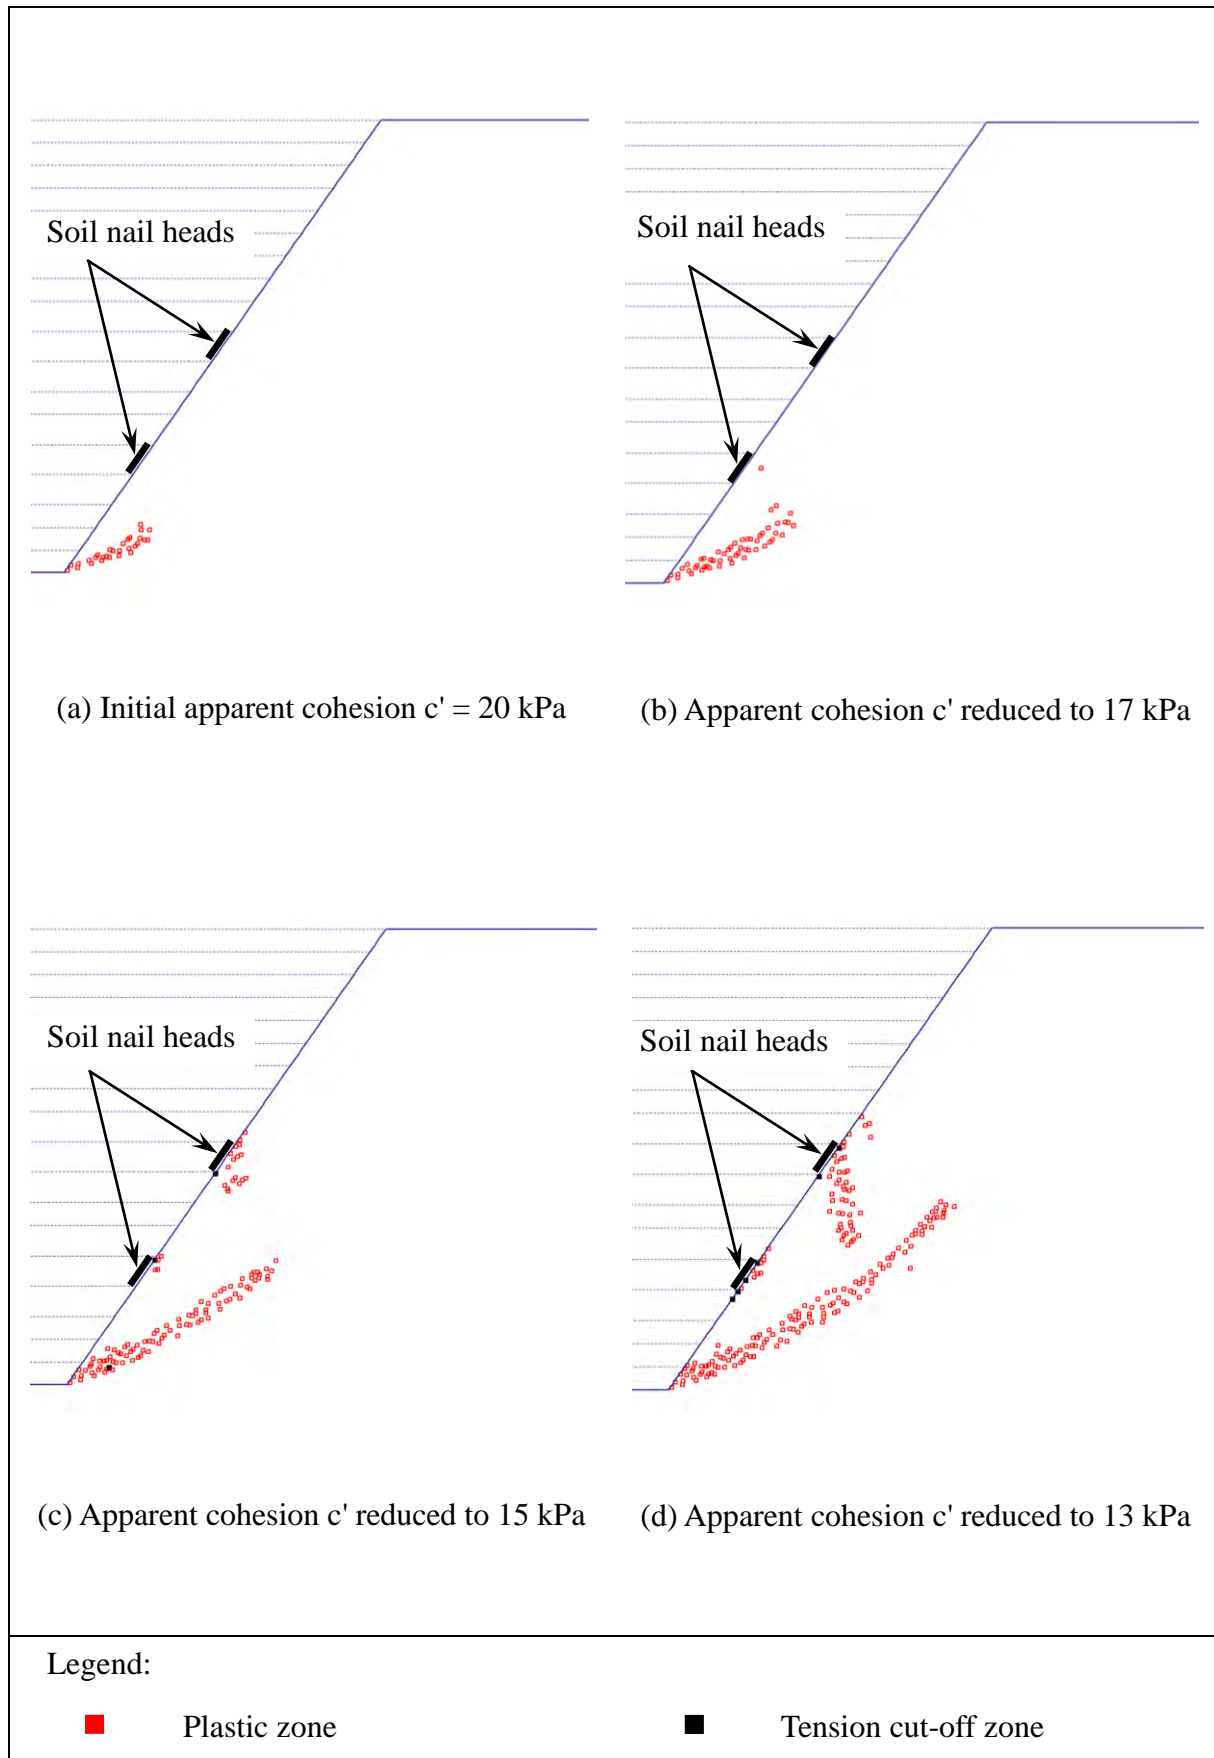 Soil nail heads
Soil nail heads
(a) Initial apparent cohesion c' = 20 kPa
(b) Apparent cohesion c' reduced to 17 kPa
Soil nail heads
Soil nail heads
(c) Apparent cohesion c' reduced to 15 kPa
(d) Apparent cohesion c' reduced to 13 kPa
Legend:
Plastic zone
Tension cut-off zone